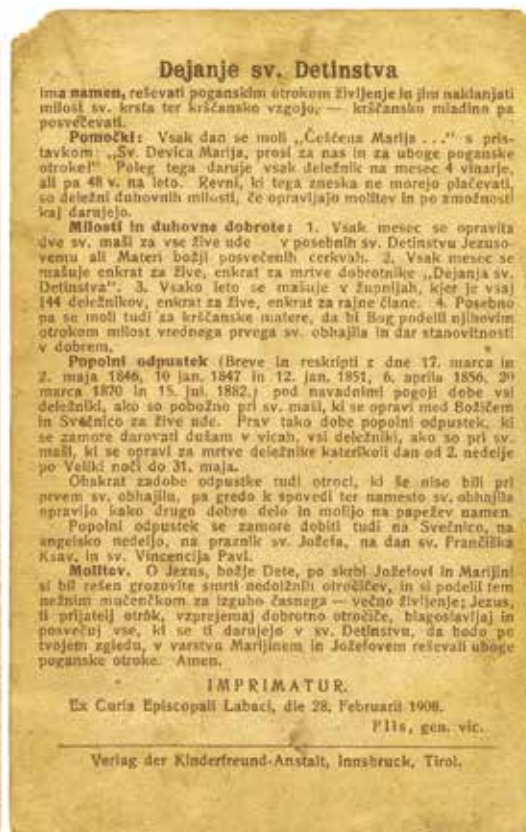 Dejanje sv. Detinstva
ima namen, reševati poganskim otrokom življenje in jim naklanjati
milosti sv. krsta ter krščansko vzgojo, — krščansko mladino pa
posvečevati.
Pomočki: Vsak dan se moli „Češčena Marija . . .“ s pris-
tavkom: „Sv. Devica Marija, prosi za nas in za uboge poganske
otroke!“ Poleg tega daruje vsak deležnik na mesec 4 vinarje,
ali pa 48 v. na leto. Revni, ki tega zneska ne morejo plačevati,
so deležni duhovnih milosti, če opravljajo molitev in po zmožnosti
kaj darujejo.
Milosti in duhovne dobrote: 1. Vsak mesec se opravita
dve sv. maši za vse žive ude v posebnih sv. Detinstvu Jezuso-
vemu ali Materi božji posvečenih cerkvah. 2. Vsak mesec se
mašuje enkrat za žive, enkrat za mrtve dobrotnike „Dejanja sv.
Detinstva“. 3. Vsako leto se mašuje v župnijah, kjer je vsaj
144 deležnikov, enkrat za žive, enkrat za rajne člane. 4. Posebno
pa se moli tudi za krščanske matere, da bi Bog podelil njihovim
otrokom milost vrednega prvega sv. obhajila in dar stanovitnosti
v dobrem.
Popolni odpustek (Breve in reskripti z dne 17. marca in
2. maja 1846, 10 jan. 1847 in 12. jan. 1851, 6. aprila 1856, 20
marca 1870 in 15. jul. 1882.) pod navadnimi pogoji dobe vsi
deležniki, ako so pobožno pri sv. maši, ki se opravi med Božičem
in Svečnico za žive ude. Prav tako dobe popolni odpustek, ki
se zamore darovati dušam v vicah, vsi deležniki, ako so pri sv.
maši, ki se opravi za mrtve deležnike katerikoli dan od 2. nedelje
po Veliki noči do 31. maja.
Obakrat zadobe odpustke tudi otroci, ki še niso bili pri
prvem sv. obhajilu, pa gredo k spovedi ter namesto sv. obhajila
opravijo kako drugo dobro delo in molijo na papežev namen.
Popolni odpustek se zamore dobiti tudi na Svečnico, na
angelsko nedeljo, na praznik sv. Jožefa, na dan sv. Frančiška
Ksav. in sv. Vincencija Pavl.
Molitev. O Jezus, božje Dete, po skrbi Jožefovi in Marijini
si bil rešen grozovite smrti nedolžnih otročičev, in si podelil tem
nežnim mučenčkom za izgubo časnega — večno življenje; Jezus,
ti prijatelj otrók, vzprejemaj dobrotno otročiče, blagoslavljaj in
posvečuj vse, ki se ti darujejo v sv. Detinstvu, da bodo po
tvojem zgledu, v varstvu Marijinem in Jožefovem reševali uboge
poganske otroke. Amen.
IMPRIMATUR.
Ex Curia Episcopali Labaci, die 28. Februarii 1908.
Flis, gen. vic.
Verlag der Kinderfreund-Anstalt, Innsbruck, Tirol.